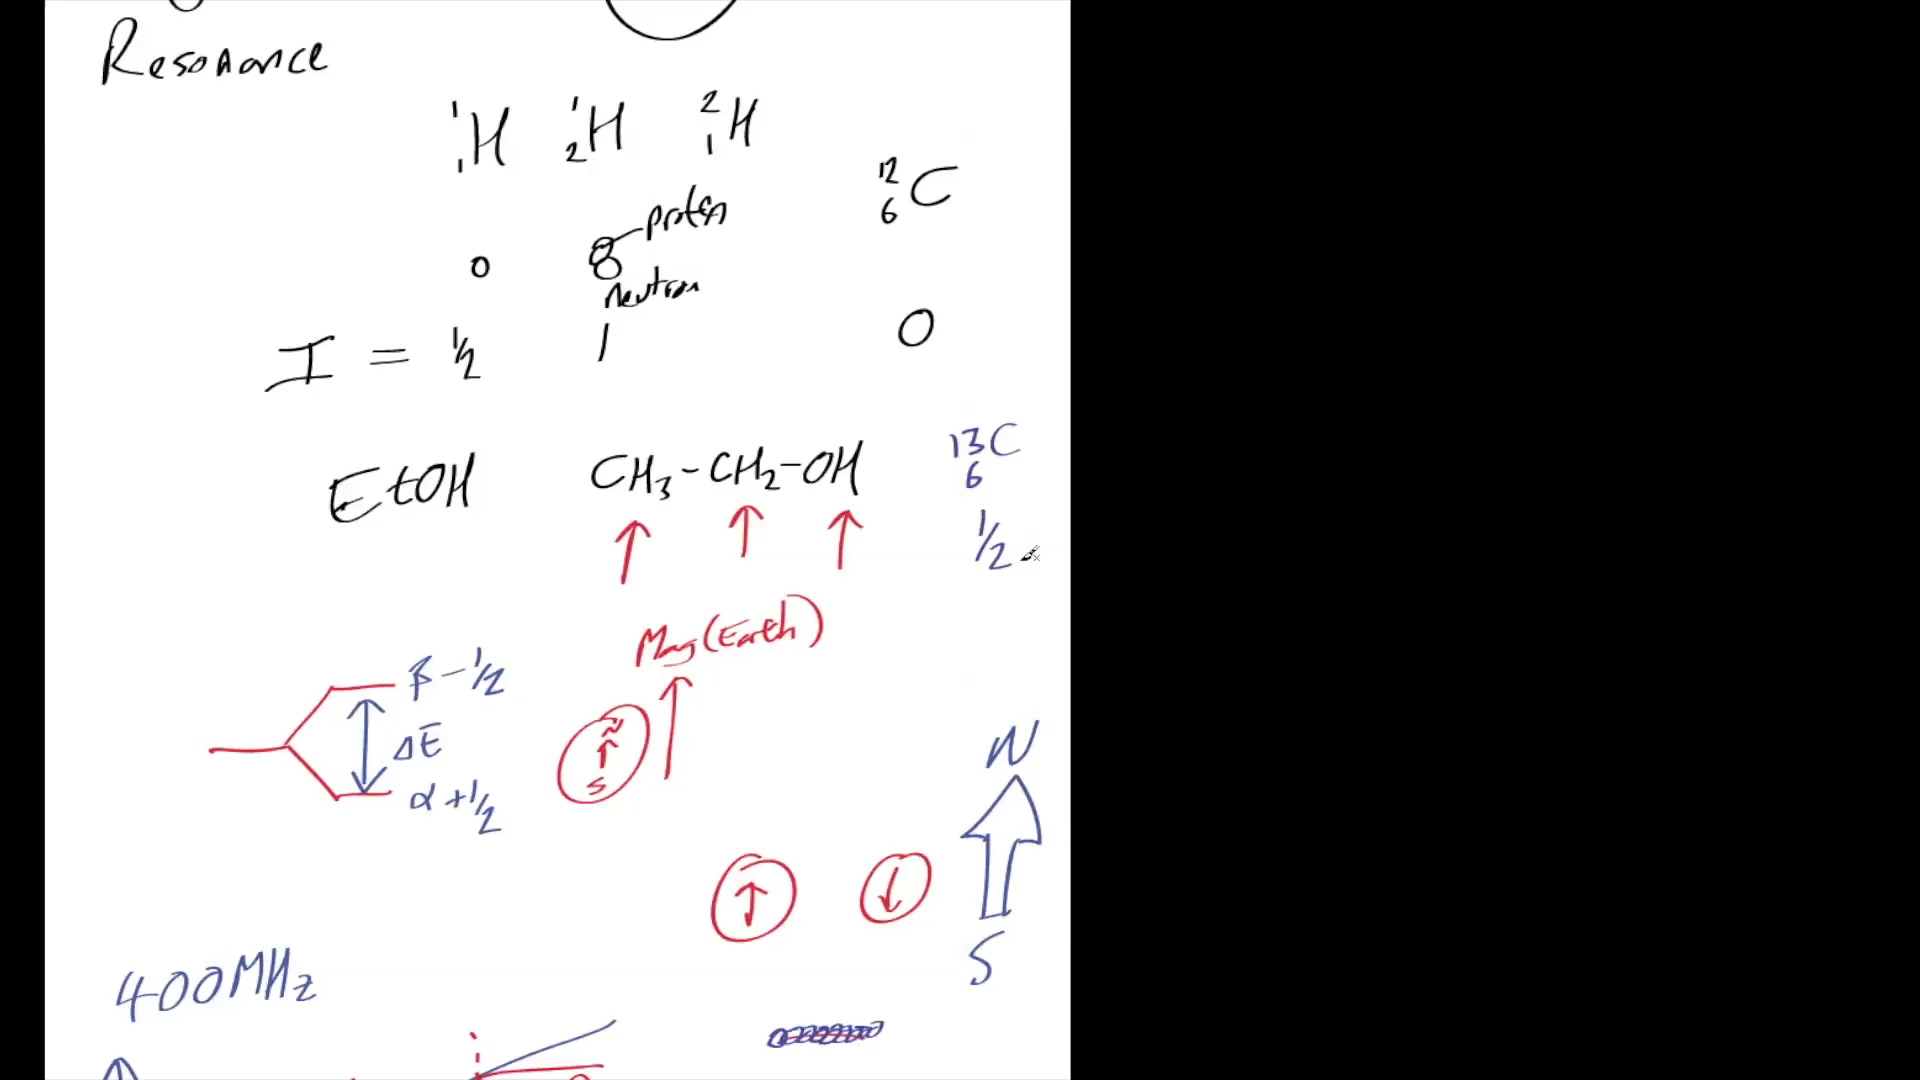 Resonance
¹₁H ¹₂H ²₁H
¹²₆C
proton
neutron
I = 1/2 1 0
EtOH CH₃-CH₂-OH ¹³₆C
1/2
Mag (Earth)
β -1/2
ΔE
α +1/2
N
S
N
S
400MHz